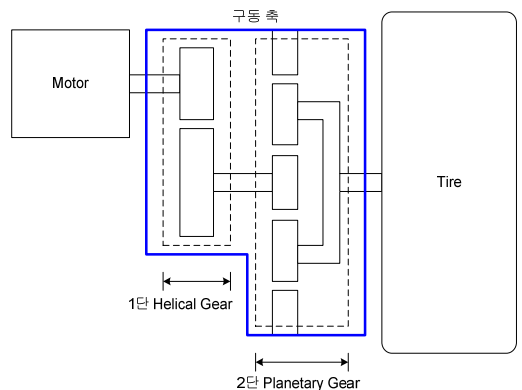 구동 축
Motor
Tire
1단 Helical Gear
2단 Planetary Gear